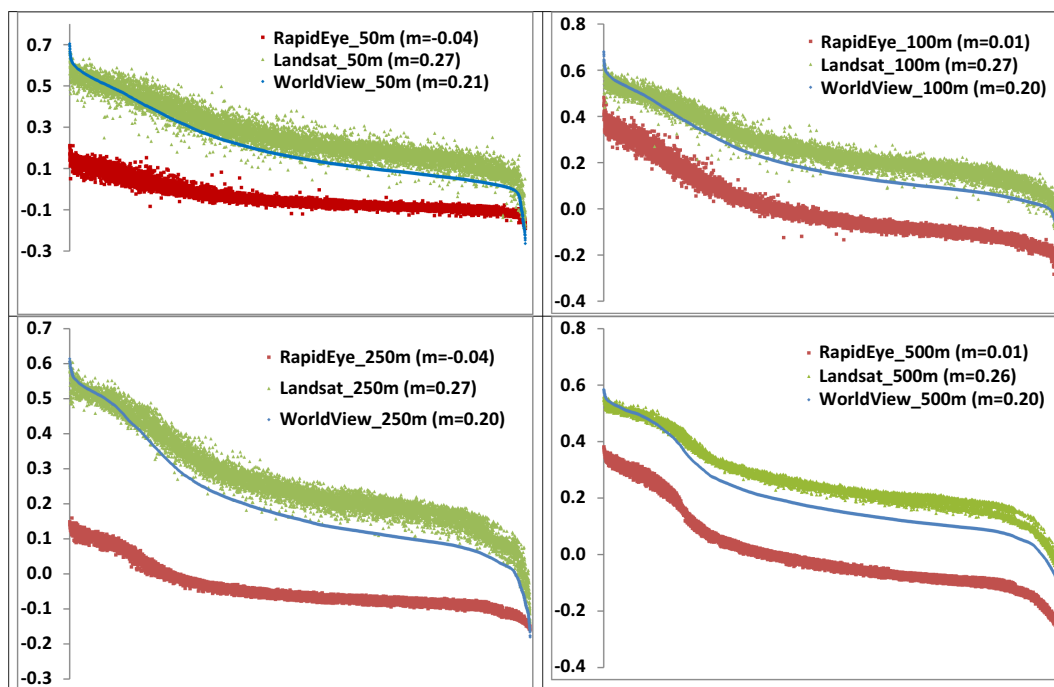 0.7
0.5
0.3
0.1
-0.1
-0.3
RapidEye_50m (m=-0.04)
Landsat_50m (m=0.27)
WorldView_50m (m=0.21)
0.8
0.6
0.4
0.2
0.0
-0.2
-0.4
RapidEye_100m (m=0.01)
Landsat_100m (m=0.27)
WorldView_100m (m=0.20)
0.7
0.6
0.5
0.4
0.3
0.2
0.1
0.0
-0.1
-0.2
-0.3
RapidEye_250m (m=-0.04)
Landsat_250m (m=0.27)
WorldView_250m (m=0.20)
0.8
0.6
0.4
0.2
0.0
-0.2
-0.4
RapidEye_500m (m=0.01)
Landsat_500m (m=0.26)
WorldView_500m (m=0.20)